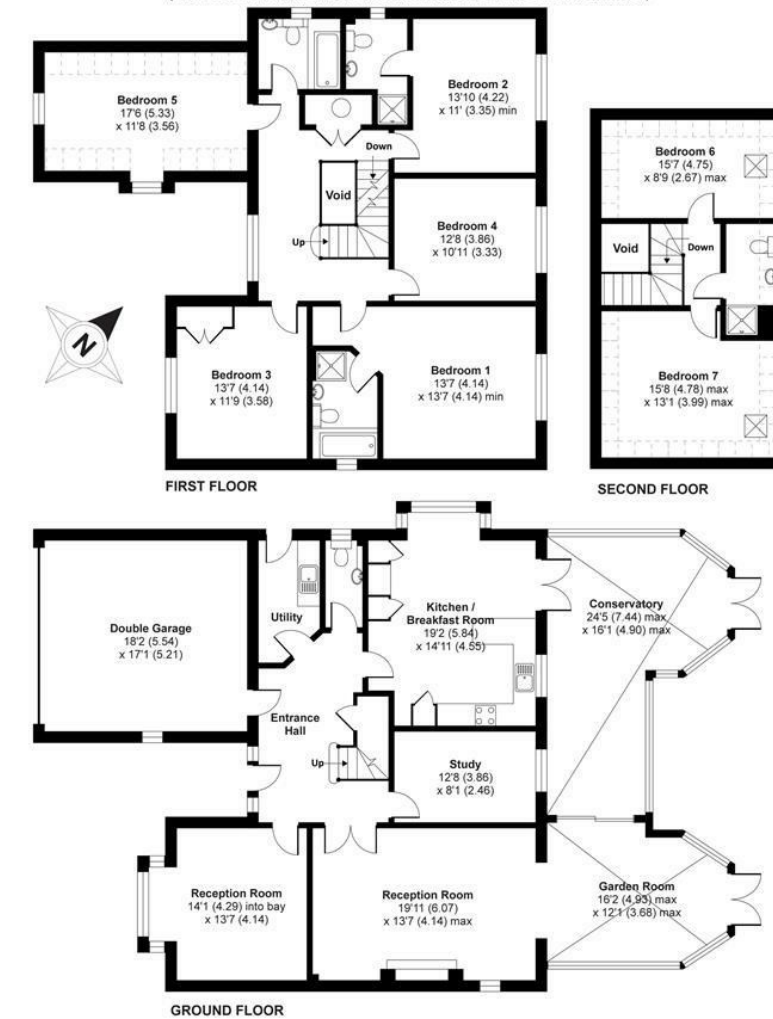 Bedroom 5
17'6 (5.33)
x 11'8 (3.56)
Bedroom 2
13'10 (4.22)
x 11' (3.35) min
Down
Void
Up
Bedroom 4
12'8 (3.86)
x 10'11 (3.33)
N
Bedroom 3
13'7 (4.14)
x 11'9 (3.58)
Bedroom 1
13'7 (4.14)
x 13'7 (4.14) min
FIRST FLOOR
Bedroom 6
15'7 (4.75)
x 8'9 (2.67) max
Void
Down
Bedroom 7
15'8 (4.78) max
x 13'1 (3.99) max
SECOND FLOOR
Double Garage
18'2 (5.54)
x 17'1 (5.21)
Utility
Kitchen /
Breakfast Room
19'2 (5.84)
x 14'11 (4.55)
Conservatory
24'5 (7.44) max
x 16'1 (4.90) max
Entrance
Hall
Up
Study
12'8 (3.86)
x 8'1 (2.46)
Reception Room
14'1 (4.29) into bay
x 13'7 (4.14)
Reception Room
19'11 (6.07)
x 13'7 (4.14) max
Garden Room
16'2 (4.93) max
x 12'1 (3.68) max
GROUND FLOOR